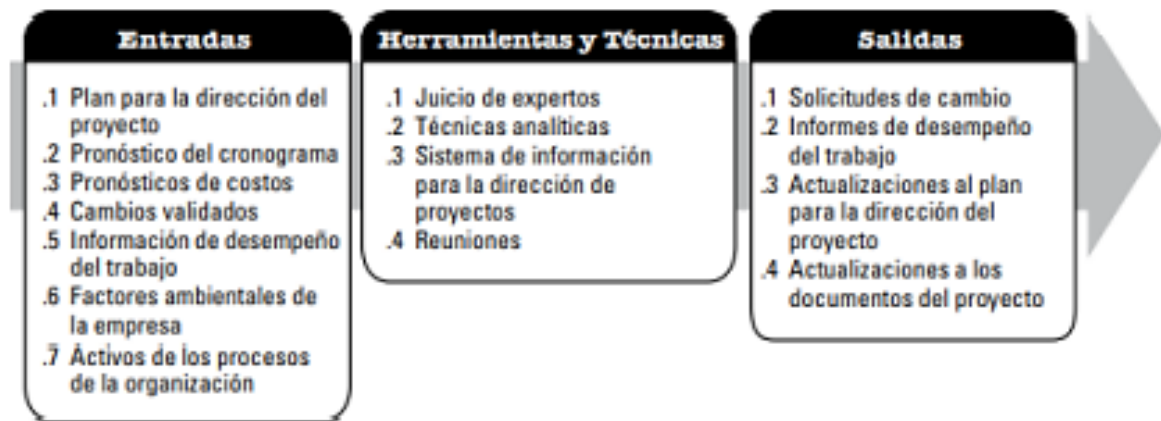 Entradas
.1 Plan para la dirección del
proyecto
.2 Pronóstico del cronograma
.3 Pronósticos de costos
.4 Cambios validados
.5 Información de desempeño
del trabajo
.6 Factores ambientales de
la empresa
.7 Activos de los procesos
de la organización
Herramientas y Técnicas
.1 Juicio de expertos
.2 Técnicas analíticas
.3 Sistema de información
para la dirección de
proyectos
.4 Reuniones
Salidas
.1 Solicitudes de cambio
.2 Informes de desempeño
del trabajo
.3 Actualizaciones al plan
para la dirección del
proyecto
.4 Actualizaciones a los
documentos del proyecto